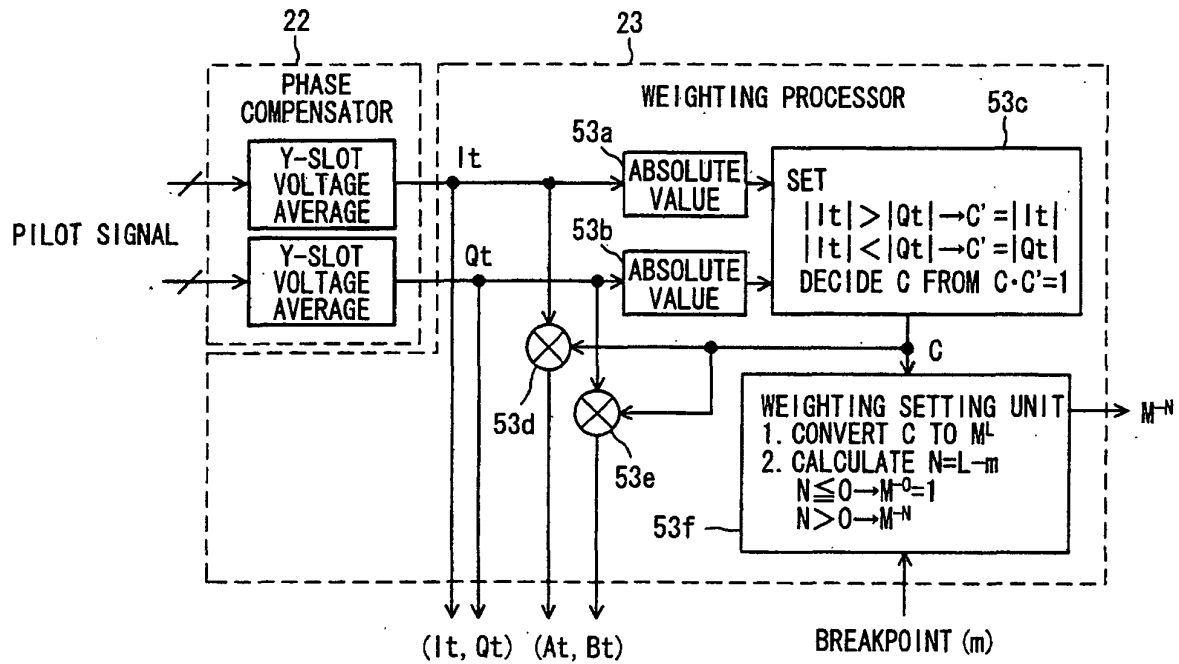 22
23
PHASE
COMPENSATOR
WEIGHTING PROCESSOR
53c
53a
Y-SLOT
VOLTAGE
AVERAGE
It
ABSOLUTE
VALUE
SET
|It|>|Qt|→C'=|It|
|It|<|Qt|→C'=|Qt|
DECIDE C FROM C·C'=1
PILOT SIGNAL
53b
Y-SLOT
VOLTAGE
AVERAGE
Qt
ABSOLUTE
VALUE
C
53d
53e
WEIGHTING SETTING UNIT
1. CONVERT C TO M^L
2. CALCULATE N=L-m
N≦0→M^-0=1
N>0→M^-N
M^-N
53f
(It, Qt) (At, Bt)
BREAKPOINT (m)